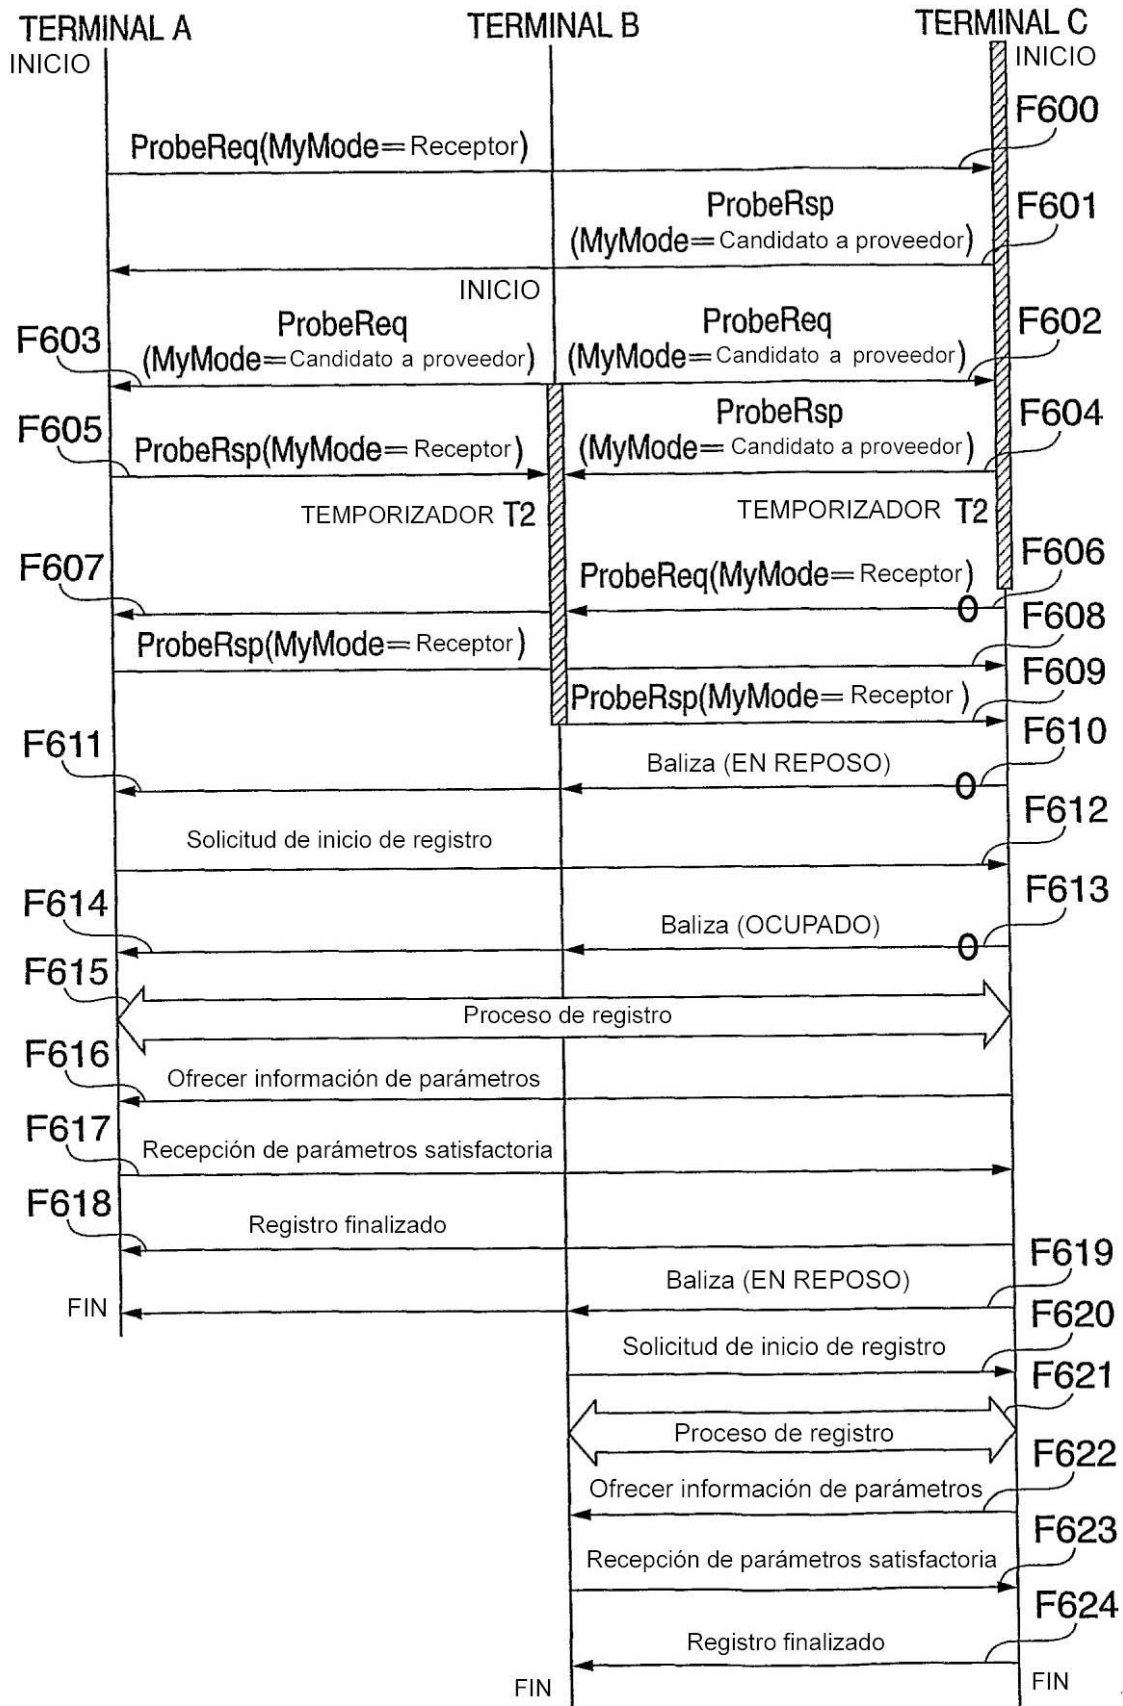 TERMINAL A
TERMINAL B
TERMINAL C
INICIO
INICIO
F600
ProbeReq(MyMode=Receptor)
F601
ProbeRsp
(MyMode=Candidato a proveedor)
INICIO
F602
F603
ProbeReq
(MyMode=Candidato a proveedor)
ProbeReq
(MyMode=Candidato a proveedor)
F604
F605
ProbeRsp(MyMode=Receptor)
ProbeRsp
(MyMode=Candidato a proveedor)
TEMPORIZADOR T2
TEMPORIZADOR T2
F606
F607
ProbeReq(MyMode=Receptor)
F608
ProbeRsp(MyMode=Receptor)
F609
ProbeRsp(MyMode=Receptor )
F610
F611
Baliza (EN REPOSO)
F612
Solicitud de inicio de registro
F613
F614
Baliza (OCUPADO)
F615
Proceso de registro
F616
Ofrecer información de parámetros
F617
Recepción de parámetros satisfactoria
F618
Registro finalizado
F619
Baliza (EN REPOSO)
FIN
F620
Solicitud de inicio de registro
F621
Proceso de registro
F622
Ofrecer información de parámetros
F623
Recepción de parámetros satisfactoria
F624
Registro finalizado
FIN
FIN